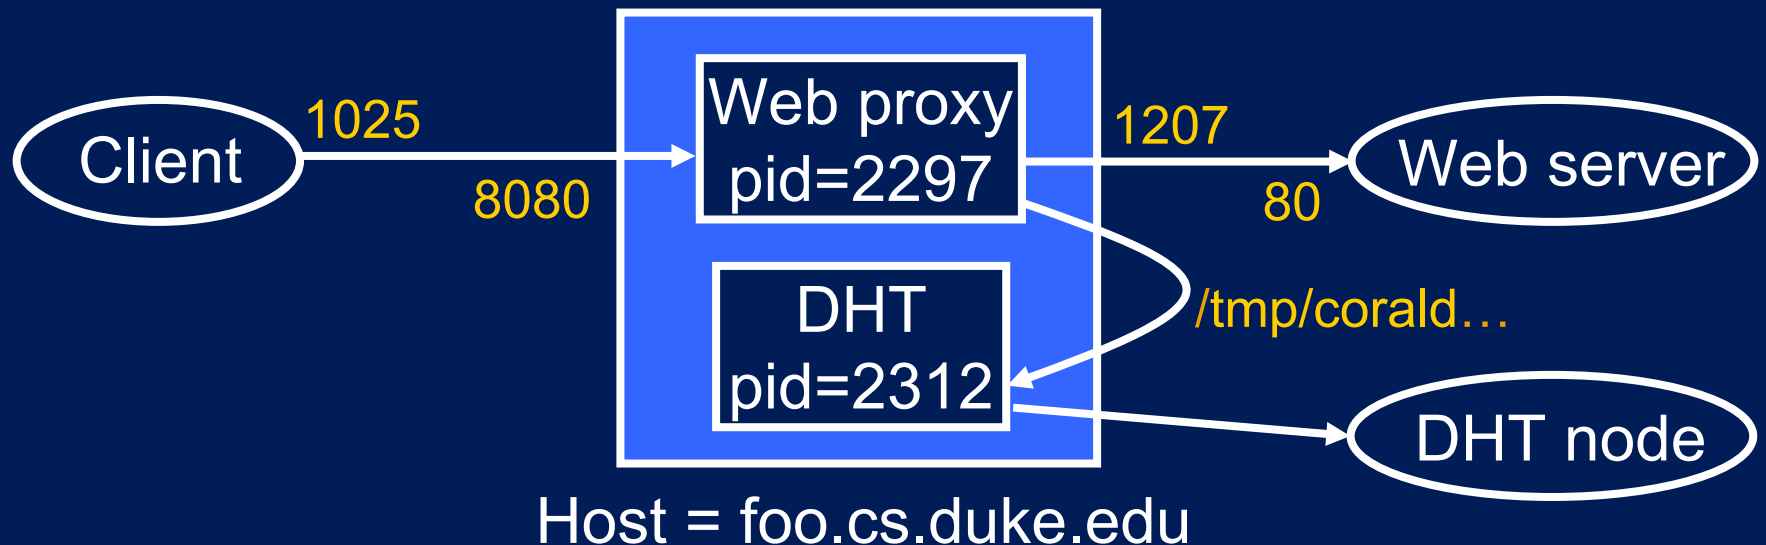 Client
1025
8080
Web proxy
pid=2297
1207
80
Web server
DHT
pid=2312
/tmp/corald…
DHT node
Host = foo.cs.duke.edu